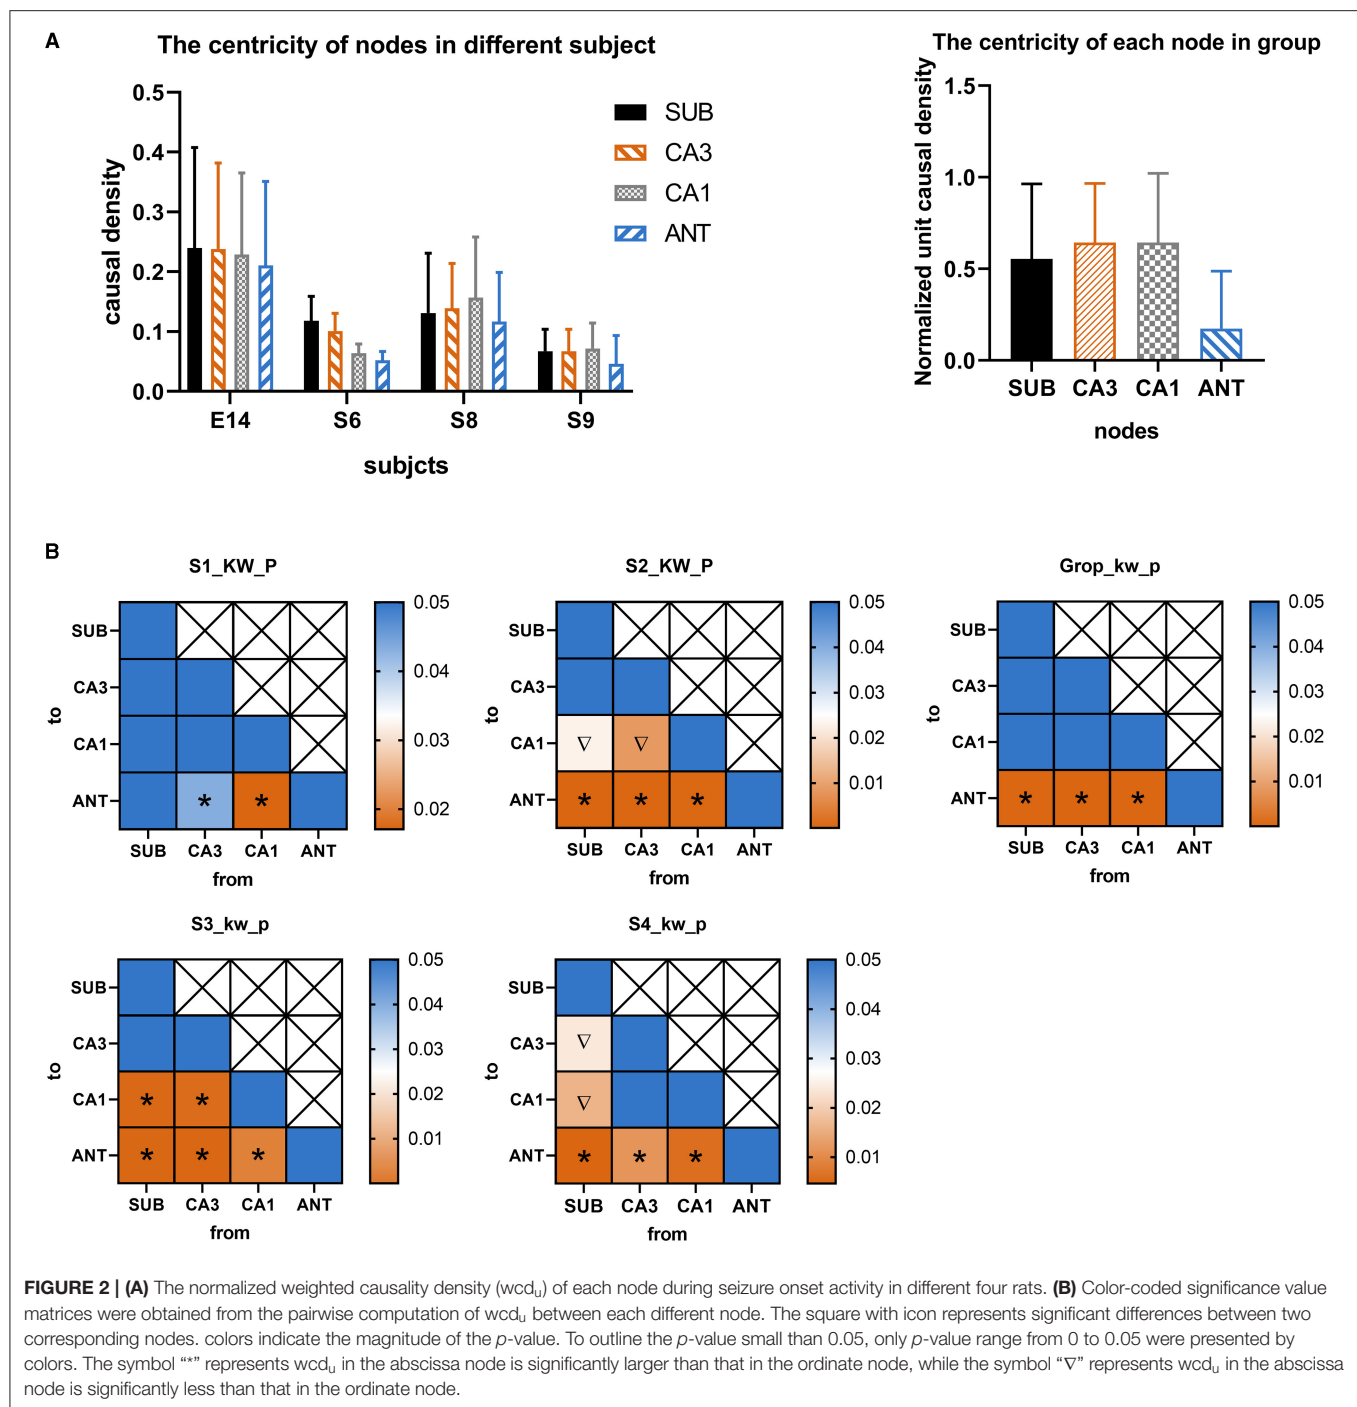 A
The centricity of nodes in different subject
causal density
0.5
0.4
0.3
0.2
0.1
0.0
E14
S6
S8
S9
subjcts
SUB
CA3
CA1
ANT
The centricity of each node in group
Normalized unit causal density
1.5
1.0
0.5
0.0
SUB
CA3
CA1
ANT
nodes
B
S1_KW_P
to
SUB
CA3
CA1
ANT
* *
SUB CA3 CA1 ANT
from
0.05
0.04
0.03
0.02
S2_KW_P
to
SUB
CA3
CA1
ANT
∇ ∇
* * *
SUB CA3 CA1 ANT
from
0.05
0.04
0.03
0.02
0.01
Grop_kw_p
to
SUB
CA3
CA1
ANT
* * *
SUB CA3 CA1 ANT
from
0.05
0.04
0.03
0.02
0.01
S3_kw_p
to
SUB
CA3
CA1
ANT
* *
* * *
SUB CA3 CA1 ANT
from
0.05
0.04
0.03
0.02
0.01
S4_kw_p
to
SUB
CA3
CA1
ANT
∇
∇
* * *
SUB CA3 CA1 ANT
from
0.05
0.04
0.03
0.02
0.01
FIGURE 2 | (A) The normalized weighted causality density (wcdu) of each node during seizure onset activity in different four rats. (B) Color-coded significance value
matrices were obtained from the pairwise computation of wcdu between each different node. The square with icon represents significant differences between two
corresponding nodes. colors indicate the magnitude of the p-value. To outline the p-value small than 0.05, only p-value range from 0 to 0.05 were presented by
colors. The symbol “*” represents wcdu in the abscissa node is significantly larger than that in the ordinate node, while the symbol “∇” represents wcdu in the abscissa
node is significantly less than that in the ordinate node.